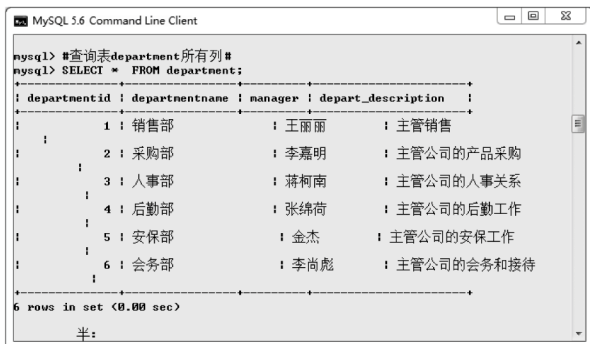 MySQL 5.6 Command Line Client
mysql> #查询表department所有列#
mysql> SELECT *  FROM department;
+--------------+----------------+---------+--------------------+
| departmentid | departmentname | manager | depart_description |
+--------------+----------------+---------+--------------------+
| 1 | 销售部 | 王丽丽 | 主管销售 |
| 2 | 采购部 | 李嘉明 | 主管公司的产品采购 |
| 3 | 人事部 | 蒋柯南 | 主管公司的人事关系 |
| 4 | 后勤部 | 张绵荷 | 主管公司的后勤工作 |
| 5 | 安保部 | 金杰 | 主管公司的安保工作 |
| 6 | 会务部 | 李尚彪 | 主管公司的会务和接待 |
+--------------+----------------+---------+--------------------+
6 rows in set (0.00 sec)
半: